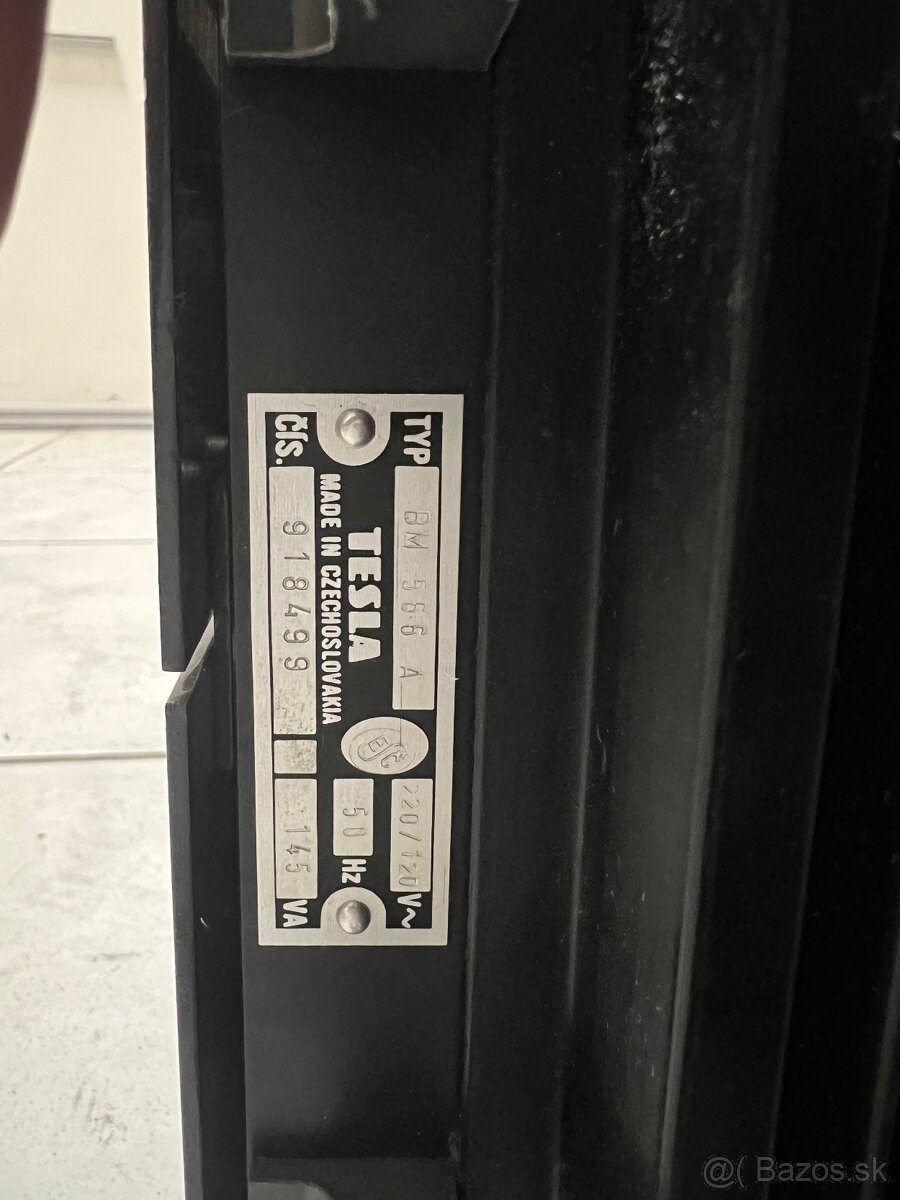 TYP BM 566 A 220/120 V~
TESLA
MADE IN CZECHOSLOVAKIA
50 Hz
ČÍS. 918499 145 VA
@( Bazos.sk